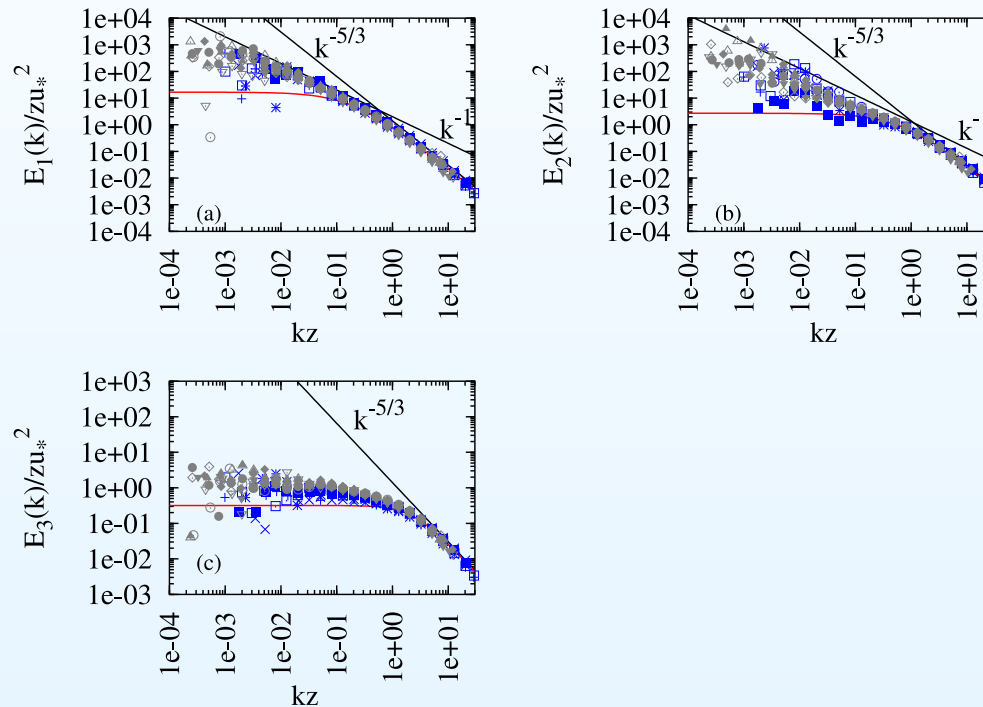 E₁(k)/zu*²
1e+04
1e+03
1e+02
1e+01
1e+00
1e-01
1e-02
1e-03
1e-04
k⁻⁵/³
k⁻¹
(a)
1e-04
1e-03
1e-02
1e-01
1e+00
1e+01
kz
E₂(k)/zu*²
1e+04
1e+03
1e+02
1e+01
1e+00
1e-01
1e-02
1e-03
1e-04
k⁻⁵/³
k⁻
(b)
1e-04
1e-03
1e-02
1e-01
1e+00
1e+01
kz
E₃(k)/zu*²
1e+03
1e+02
1e+01
1e+00
1e-01
1e-02
1e-03
k⁻⁵/³
(c)
1e-04
1e-03
1e-02
1e-01
1e+00
1e+01
kz